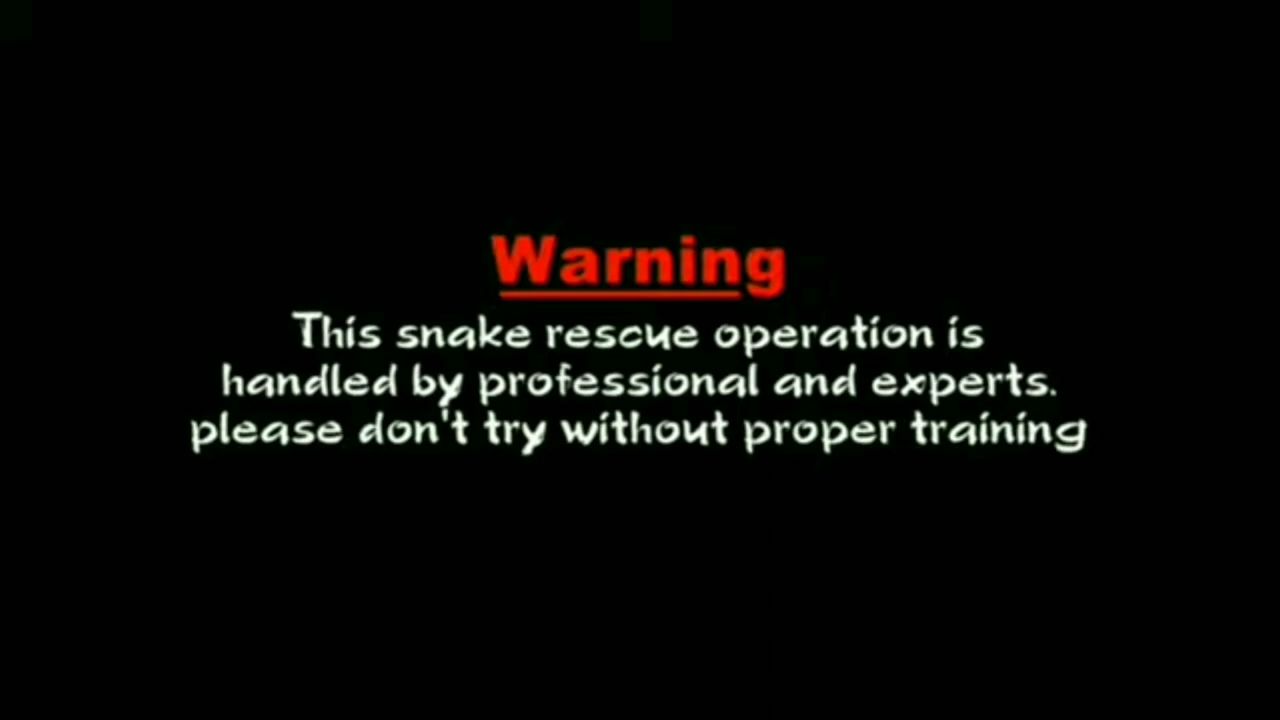 Warning
This snake rescue operation is
handled by professional and experts.
please don't try without proper training